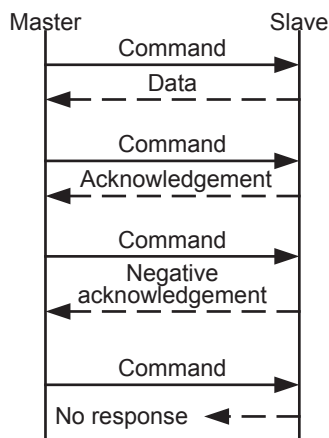 Master Slave
Command
Data
Command
Acknowledgement
Command
Negative
acknowledgement
Command
No response